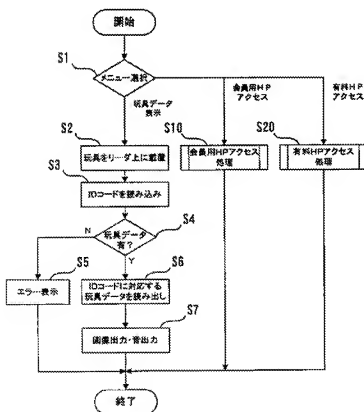 開始
S1
メニュー選択
玩具データ
表示
会員用HP
アクセス
有料HP
アクセス
S2
玩具をリーダ上に載置
S10
会員用HPアクセス
処理
S20
有料HPアクセス
処理
S3
IDコードを読み込み
S4
玩具データ
有?
N
Y
S5
エラー表示
S6
IDコードに対応する
玩具データを読み出し
S7
画像出力・音出力
終了